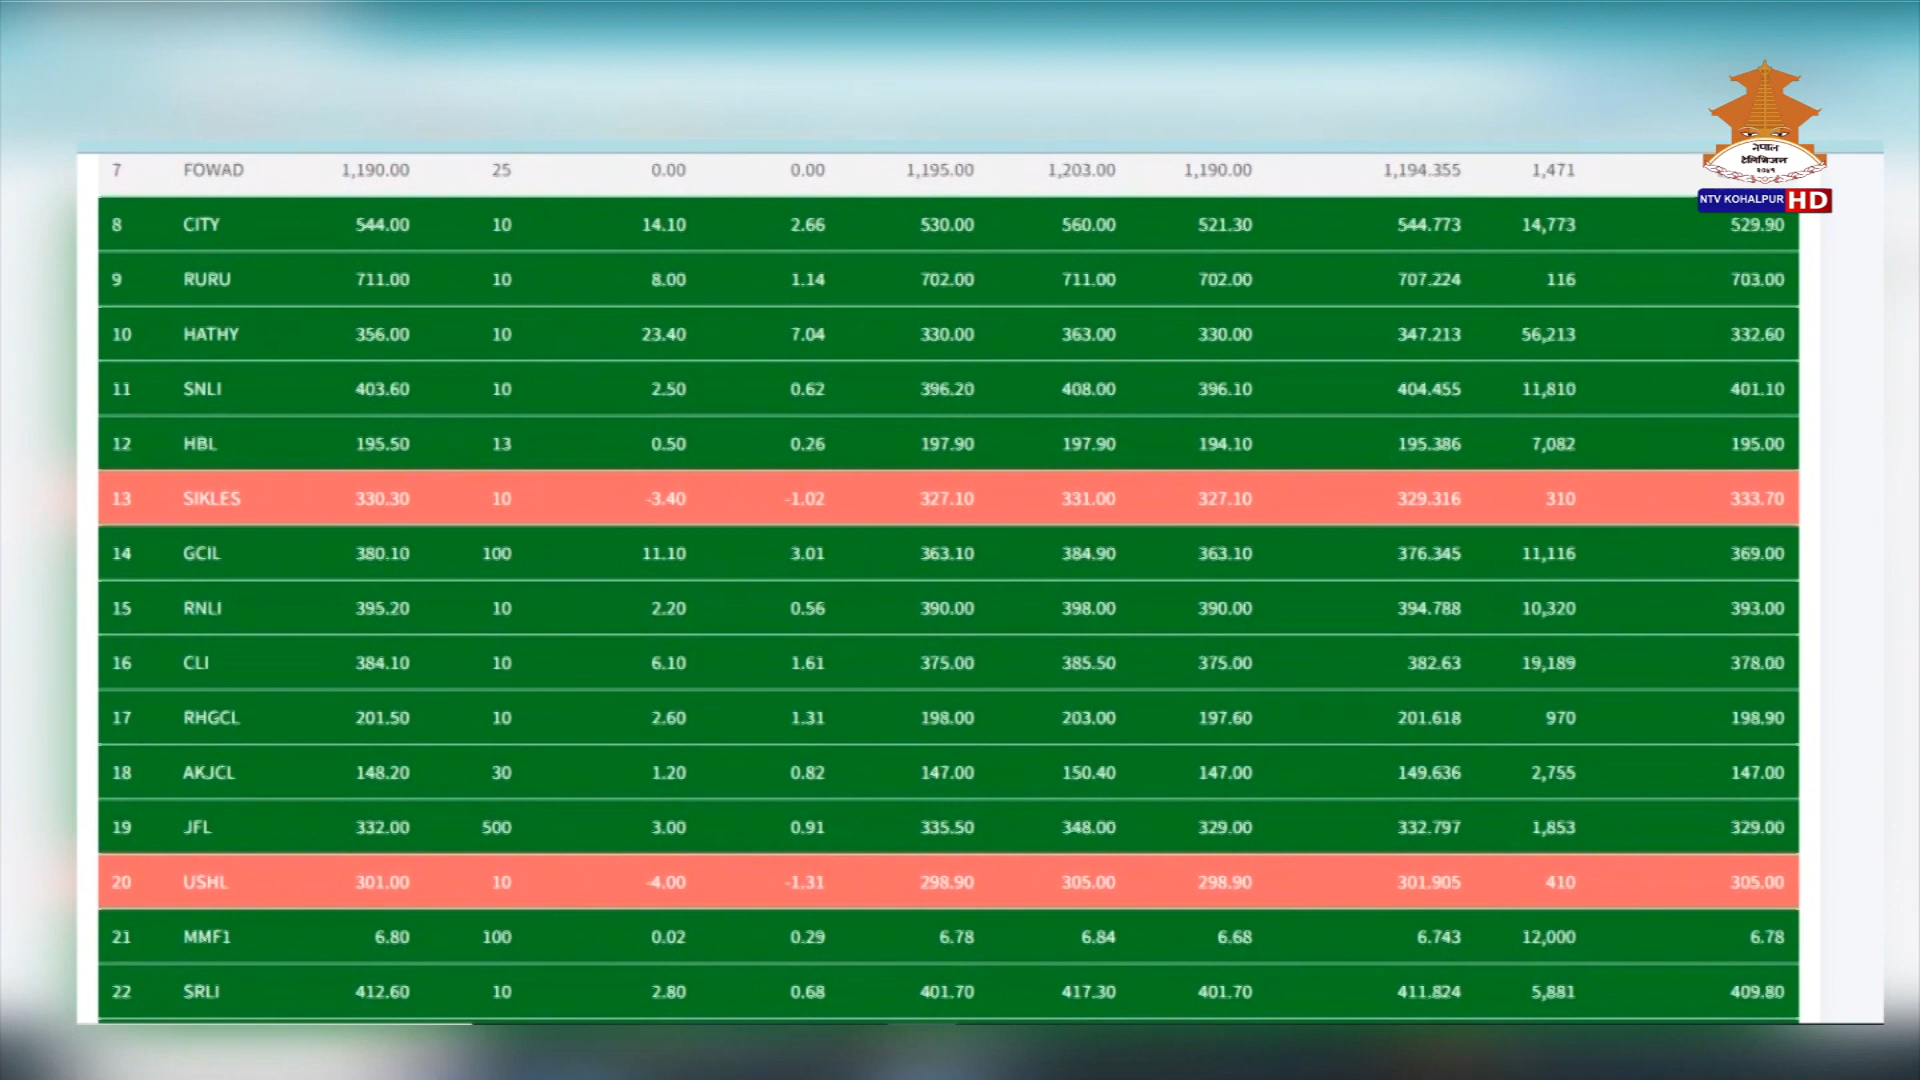 नेपाल
टेलिभिजन
२०४१
NTV KOHALPUR HD
7 FOWAD 1,190.00 25 0.00 0.00 1,195.00 1,203.00 1,190.00 1,194.355 1,471
8 CITY 544.00 10 14.10 2.66 530.00 560.00 521.30 544.773 14,773 529.90
9 RURU 711.00 10 8.00 1.14 702.00 711.00 702.00 707.224 116 703.00
10 HATHY 356.00 10 23.40 7.04 330.00 363.00 330.00 347.213 56,213 332.60
11 SNLI 403.60 10 2.50 0.62 396.20 408.00 396.10 404.455 11,810 401.10
12 HBL 195.50 13 0.50 0.26 197.90 197.90 194.10 195.386 7,082 195.00
13 SIKLES 330.30 10 -3.40 -1.02 327.10 331.00 327.10 329.316 310 333.70
14 GCIL 380.10 100 11.10 3.01 363.10 384.90 363.10 376.345 11,116 369.00
15 RNLI 395.20 10 2.20 0.56 390.00 398.00 390.00 394.788 10,320 393.00
16 CLI 384.10 10 6.10 1.61 375.00 385.50 375.00 382.63 19,189 378.00
17 RHGCL 201.50 10 2.60 1.31 198.00 203.00 197.60 201.618 970 198.90
18 AKJCL 148.20 30 1.20 0.82 147.00 150.40 147.00 149.636 2,755 147.00
19 JFL 332.00 500 3.00 0.91 335.50 348.00 329.00 332.797 1,853 329.00
20 USHL 301.00 10 -4.00 -1.31 298.90 305.00 298.90 301.905 410 305.00
21 MMF1 6.80 100 0.02 0.29 6.78 6.84 6.68 6.743 12,000 6.78
22 SRLI 412.60 10 2.80 0.68 401.70 417.30 401.70 411.824 5,881 409.80